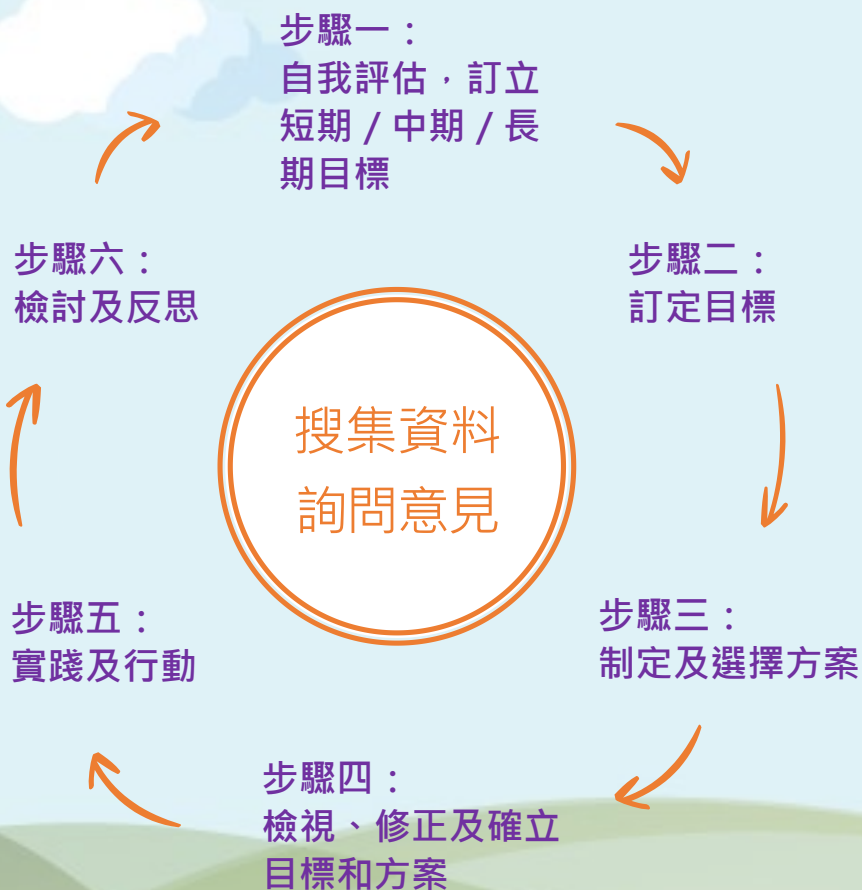 步驟一：
自我評估，訂立
短期 / 中期 / 長
期目標
步驟二：
訂定目標
步驟三：
制定及選擇方案
步驟四：
檢視、修正及確立
目標和方案
步驟五：
實踐及行動
步驟六：
檢討及反思
搜集資料
詢問意見